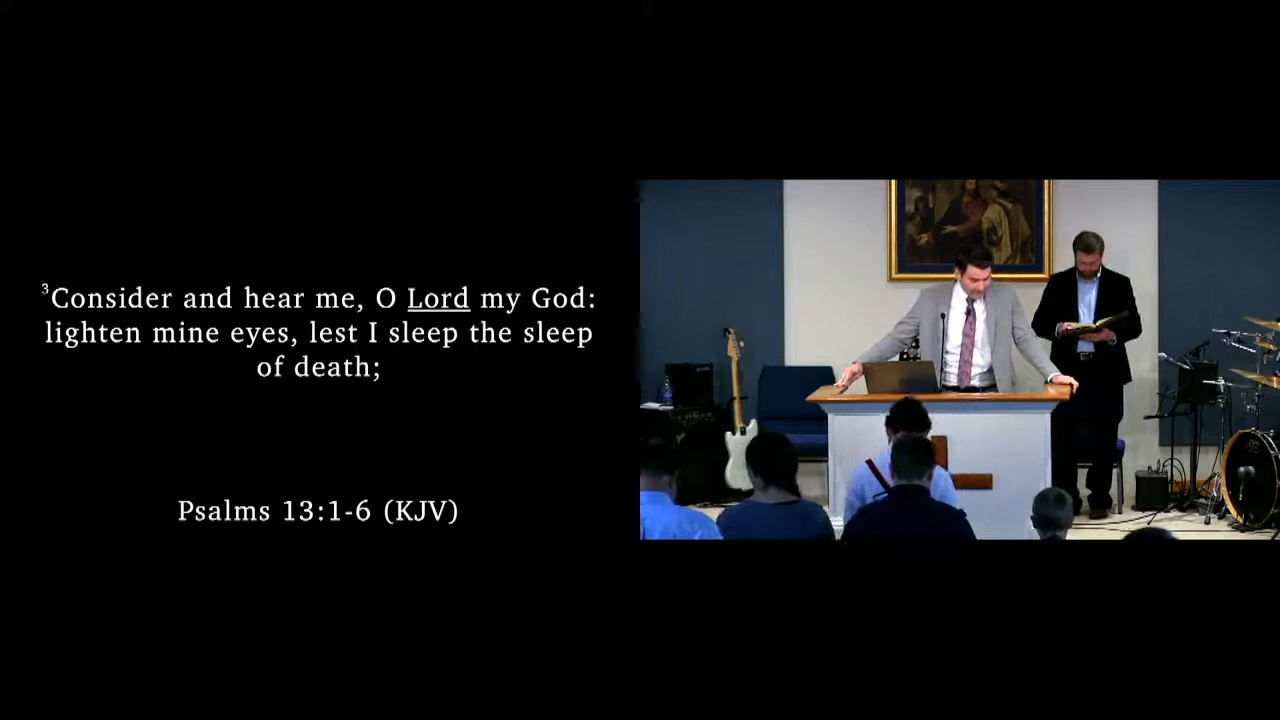 ³Consider and hear me, O Lord my God:
lighten mine eyes, lest I sleep the sleep
of death;
Psalms 13:1-6 (KJV)